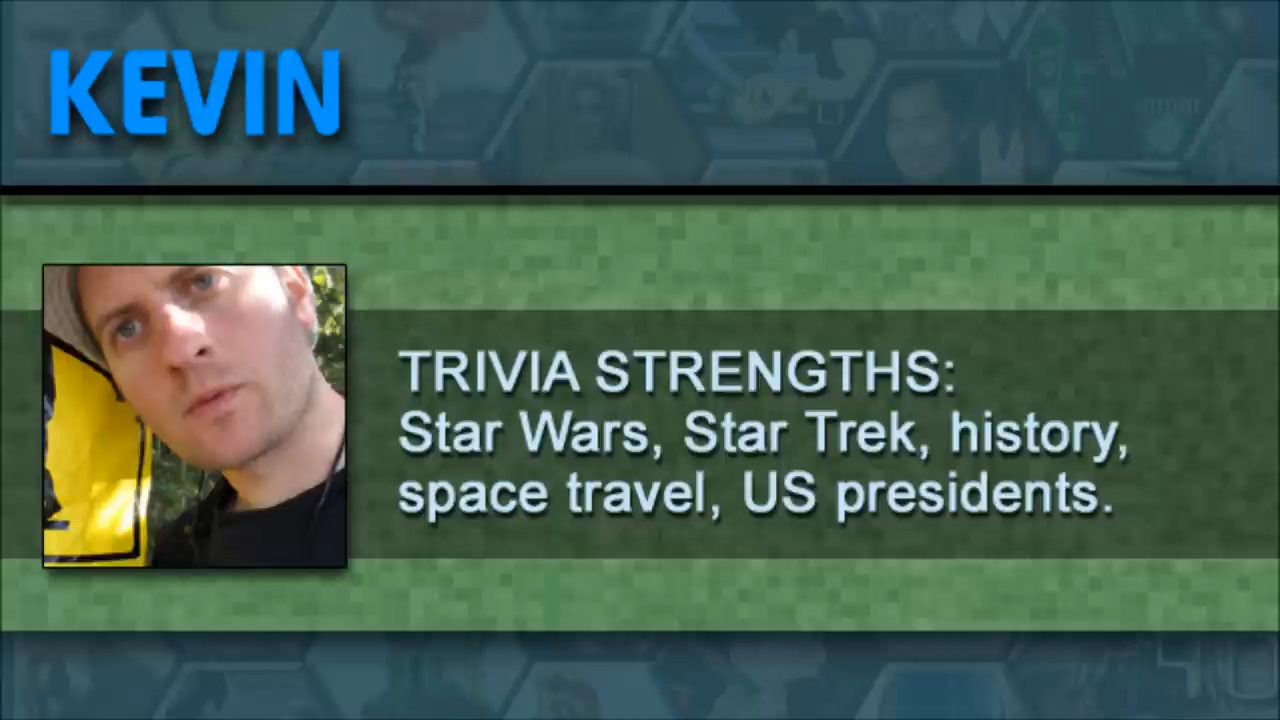 KEVIN
TRIVIA STRENGTHS:
Star Wars, Star Trek, history,
space travel, US presidents.